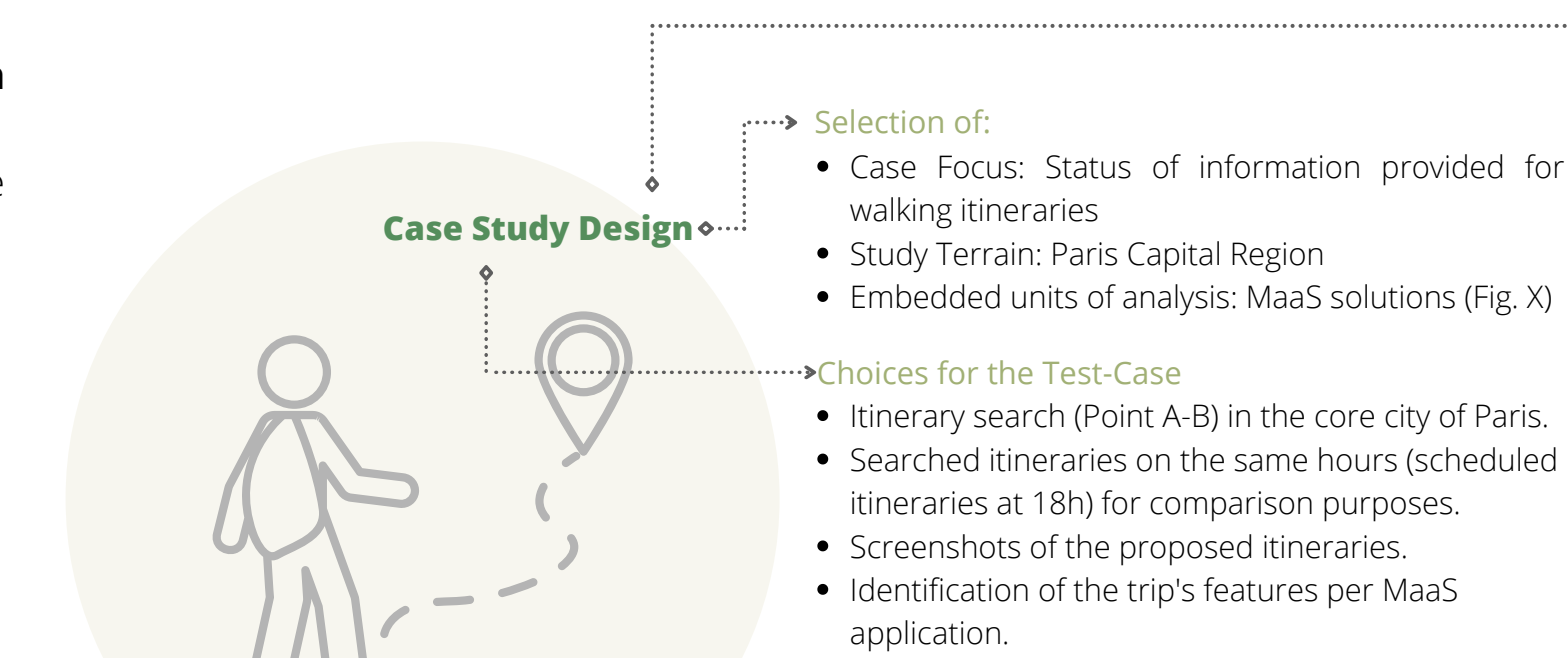 Case Study Design
Selection of:
• Case Focus: Status of information provided for
walking itineraries
• Study Terrain: Paris Capital Region
• Embedded units of analysis: MaaS solutions (Fig. X)
Choices for the Test-Case
• Itinerary search (Point A-B) in the core city of Paris.
• Searched itineraries on the same hours (scheduled
itineraries at 18h) for comparison purposes.
• Screenshots of the proposed itineraries.
• Identification of the trip's features per MaaS
application.